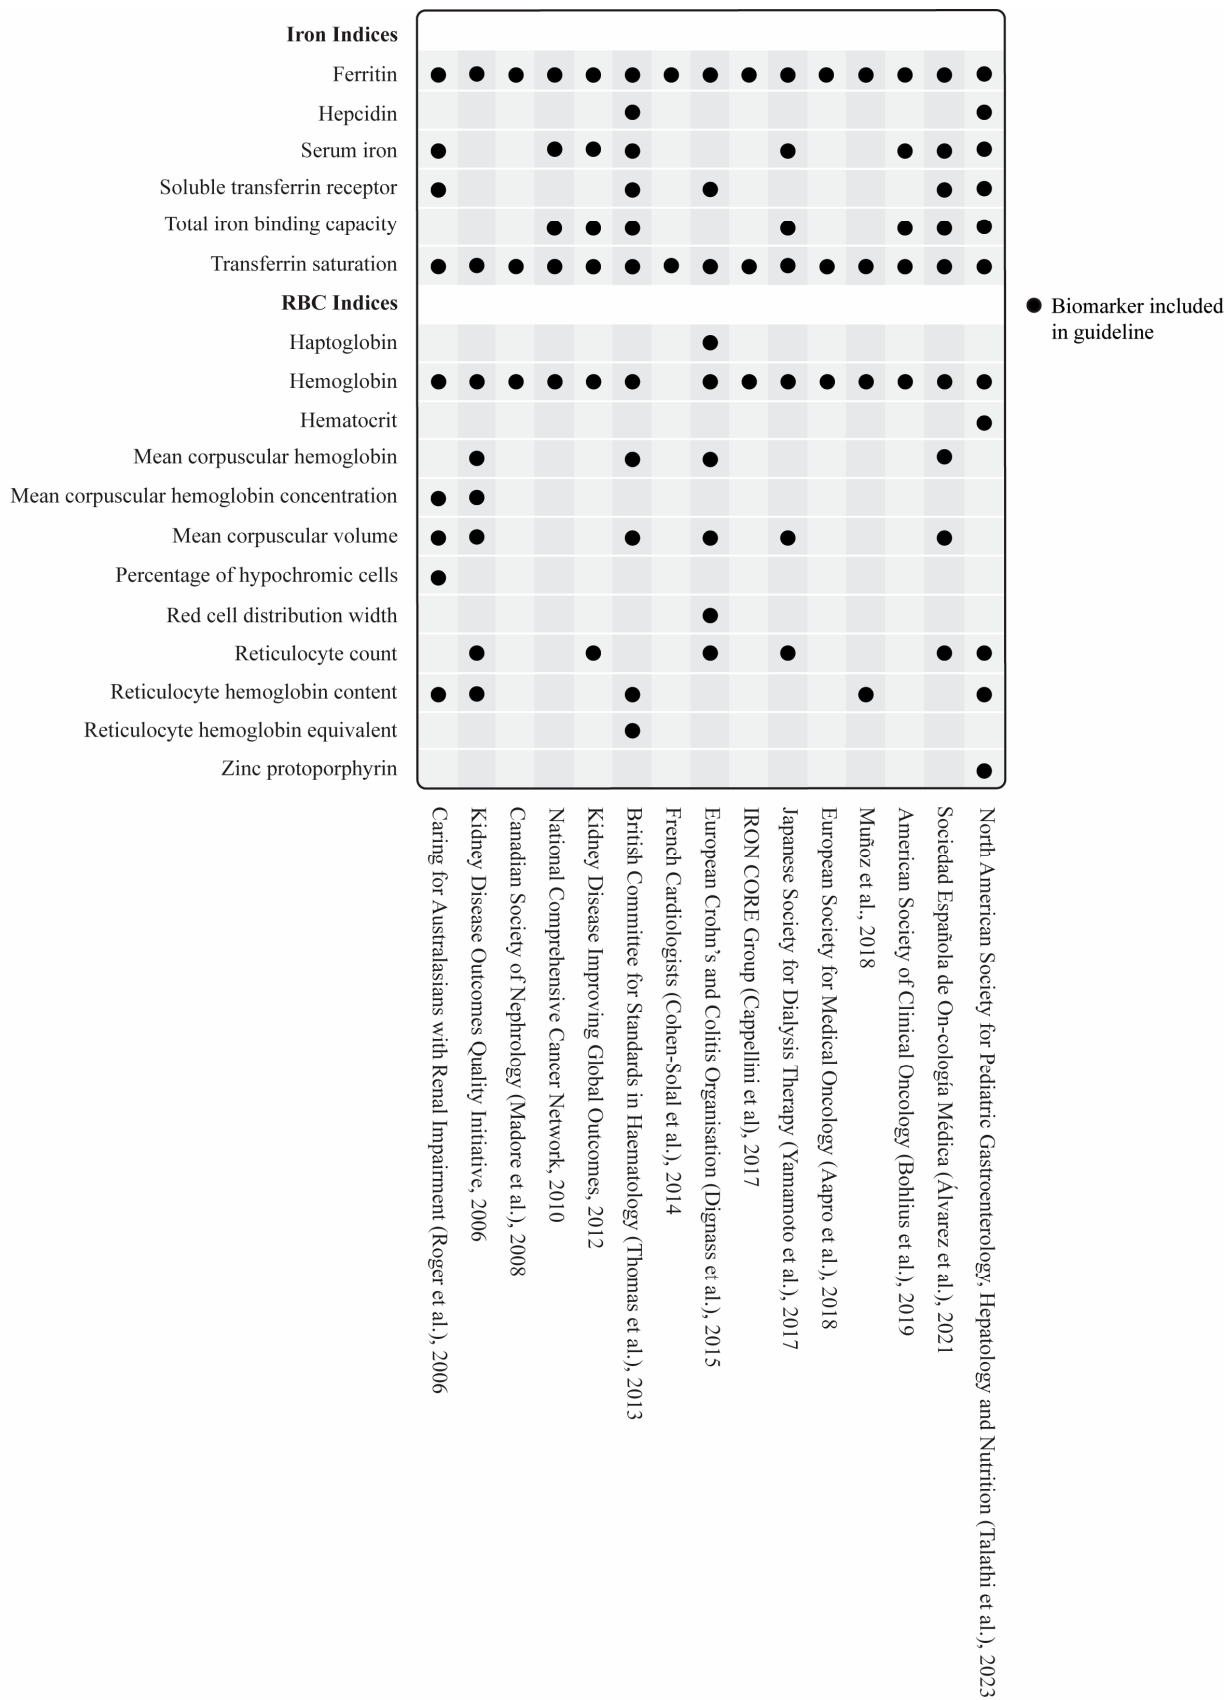 Iron Indices
Ferritin
Hepcidin
Serum iron
Soluble transferrin receptor
Total iron binding capacity
Transferrin saturation
RBC Indices
Haptoglobin
Hemoglobin
Hematocrit
Mean corpuscular hemoglobin
Mean corpuscular hemoglobin concentration
Mean corpuscular volume
Percentage of hypochromic cells
Red cell distribution width
Reticulocyte count
Reticulocyte hemoglobin content
Reticulocyte hemoglobin equivalent
Zinc protoporphyrin
Biomarker included
in guideline
Caring for Australasians with Renal Impairment (Roger et al.), 2006
Kidney Disease Outcomes Quality Initiative, 2006
Canadian Society of Nephrology (Madore et al.), 2008
National Comprehensive Cancer Network, 2010
Kidney Disease Improving Global Outcomes, 2012
British Committee for Standards in Haematology (Thomas et al.), 2013
French Cardiologists (Cohen-Solal et al.), 2014
European Crohn’s and Colitis Organisation (Dignass et al.), 2015
IRON CORE Group (Cappellini et al), 2017
Japanese Society for Dialysis Therapy (Yamamoto et al.), 2017
European Society for Medical Oncology (Aapro et al.), 2018
Muñoz et al., 2018
American Society of Clinical Oncology (Bohlius et al.), 2019
Sociedad Española de On-cología Médica (Álvarez et al.), 2021
North American Society for Pediatric Gastroenterology, Hepatology and Nutrition (Talathi et al.), 2023